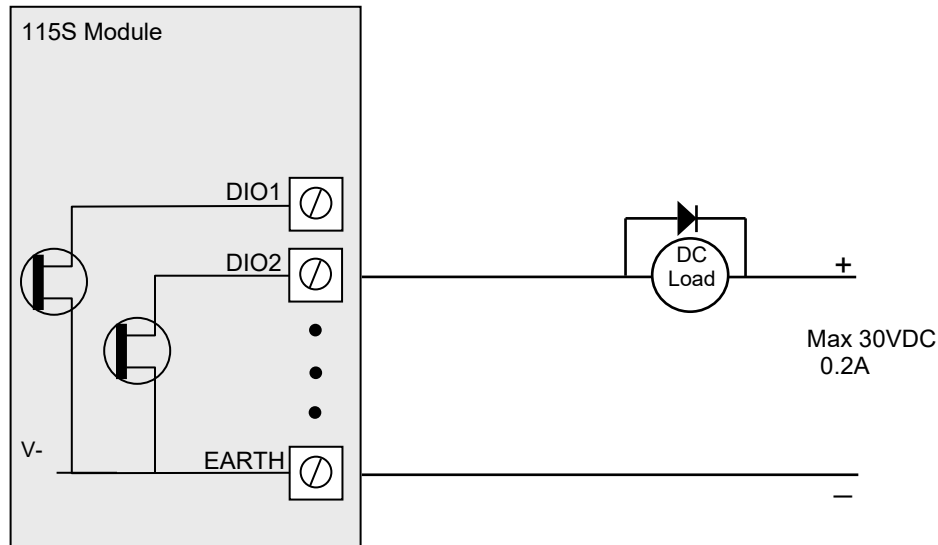 115S Module
DIO1
DIO2
DC
Load
+
Max 30VDC
0.2A
V-
EARTH
–